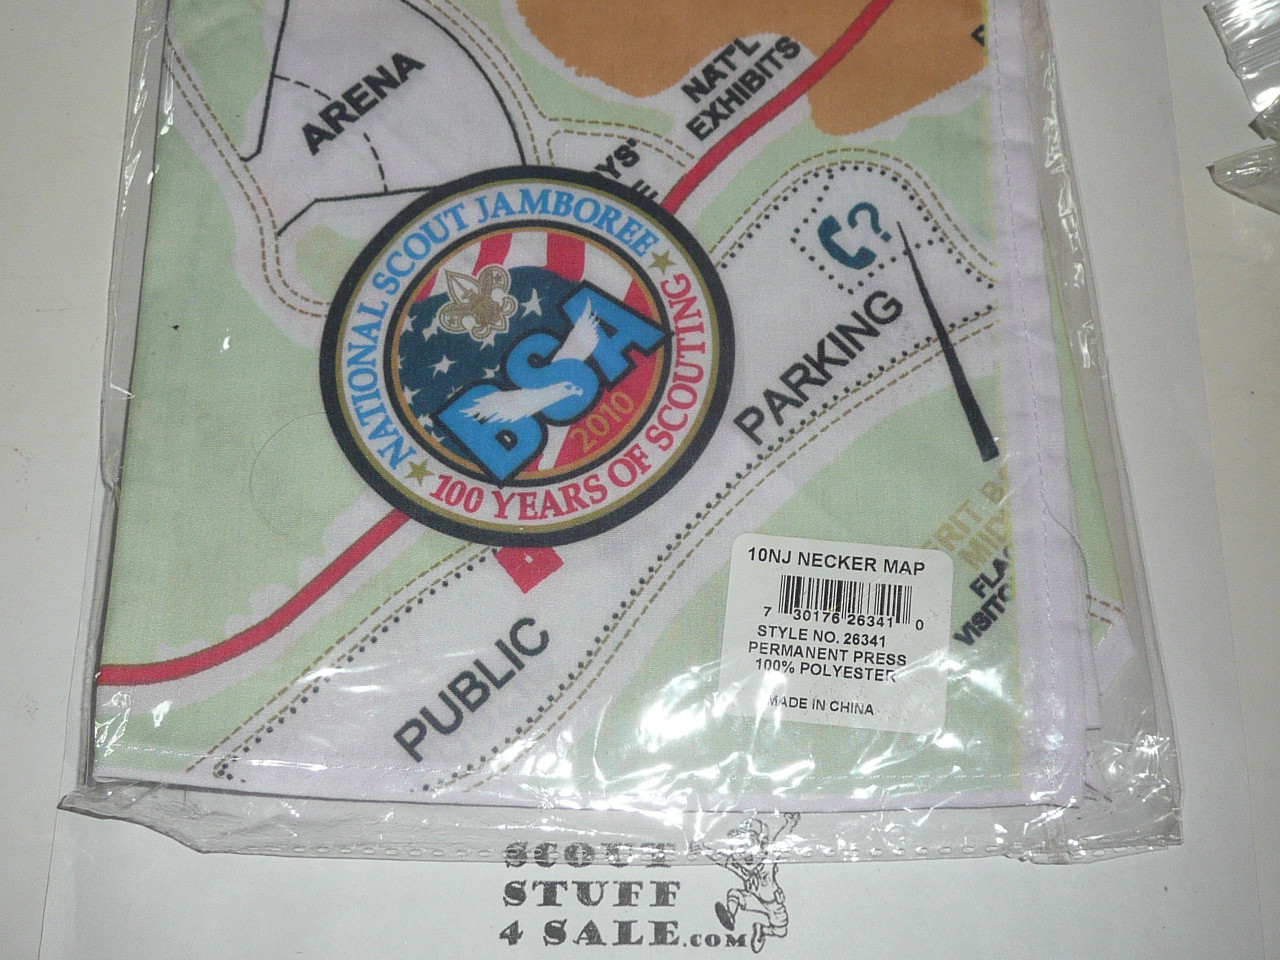 ARENA
NAT'L
EXHIBITS
?
PARKING
NATIONAL SCOUT JAMBOREE
BSA
2010
100 YEARS OF SCOUTING
PUBLIC
10NJ NECKER MAP
7 30176 26341 0
STYLE NO. 26341
PERMANENT PRESS
100% POLYESTER
MADE IN CHINA
SCOUT
STUFF
4 SALE.COM